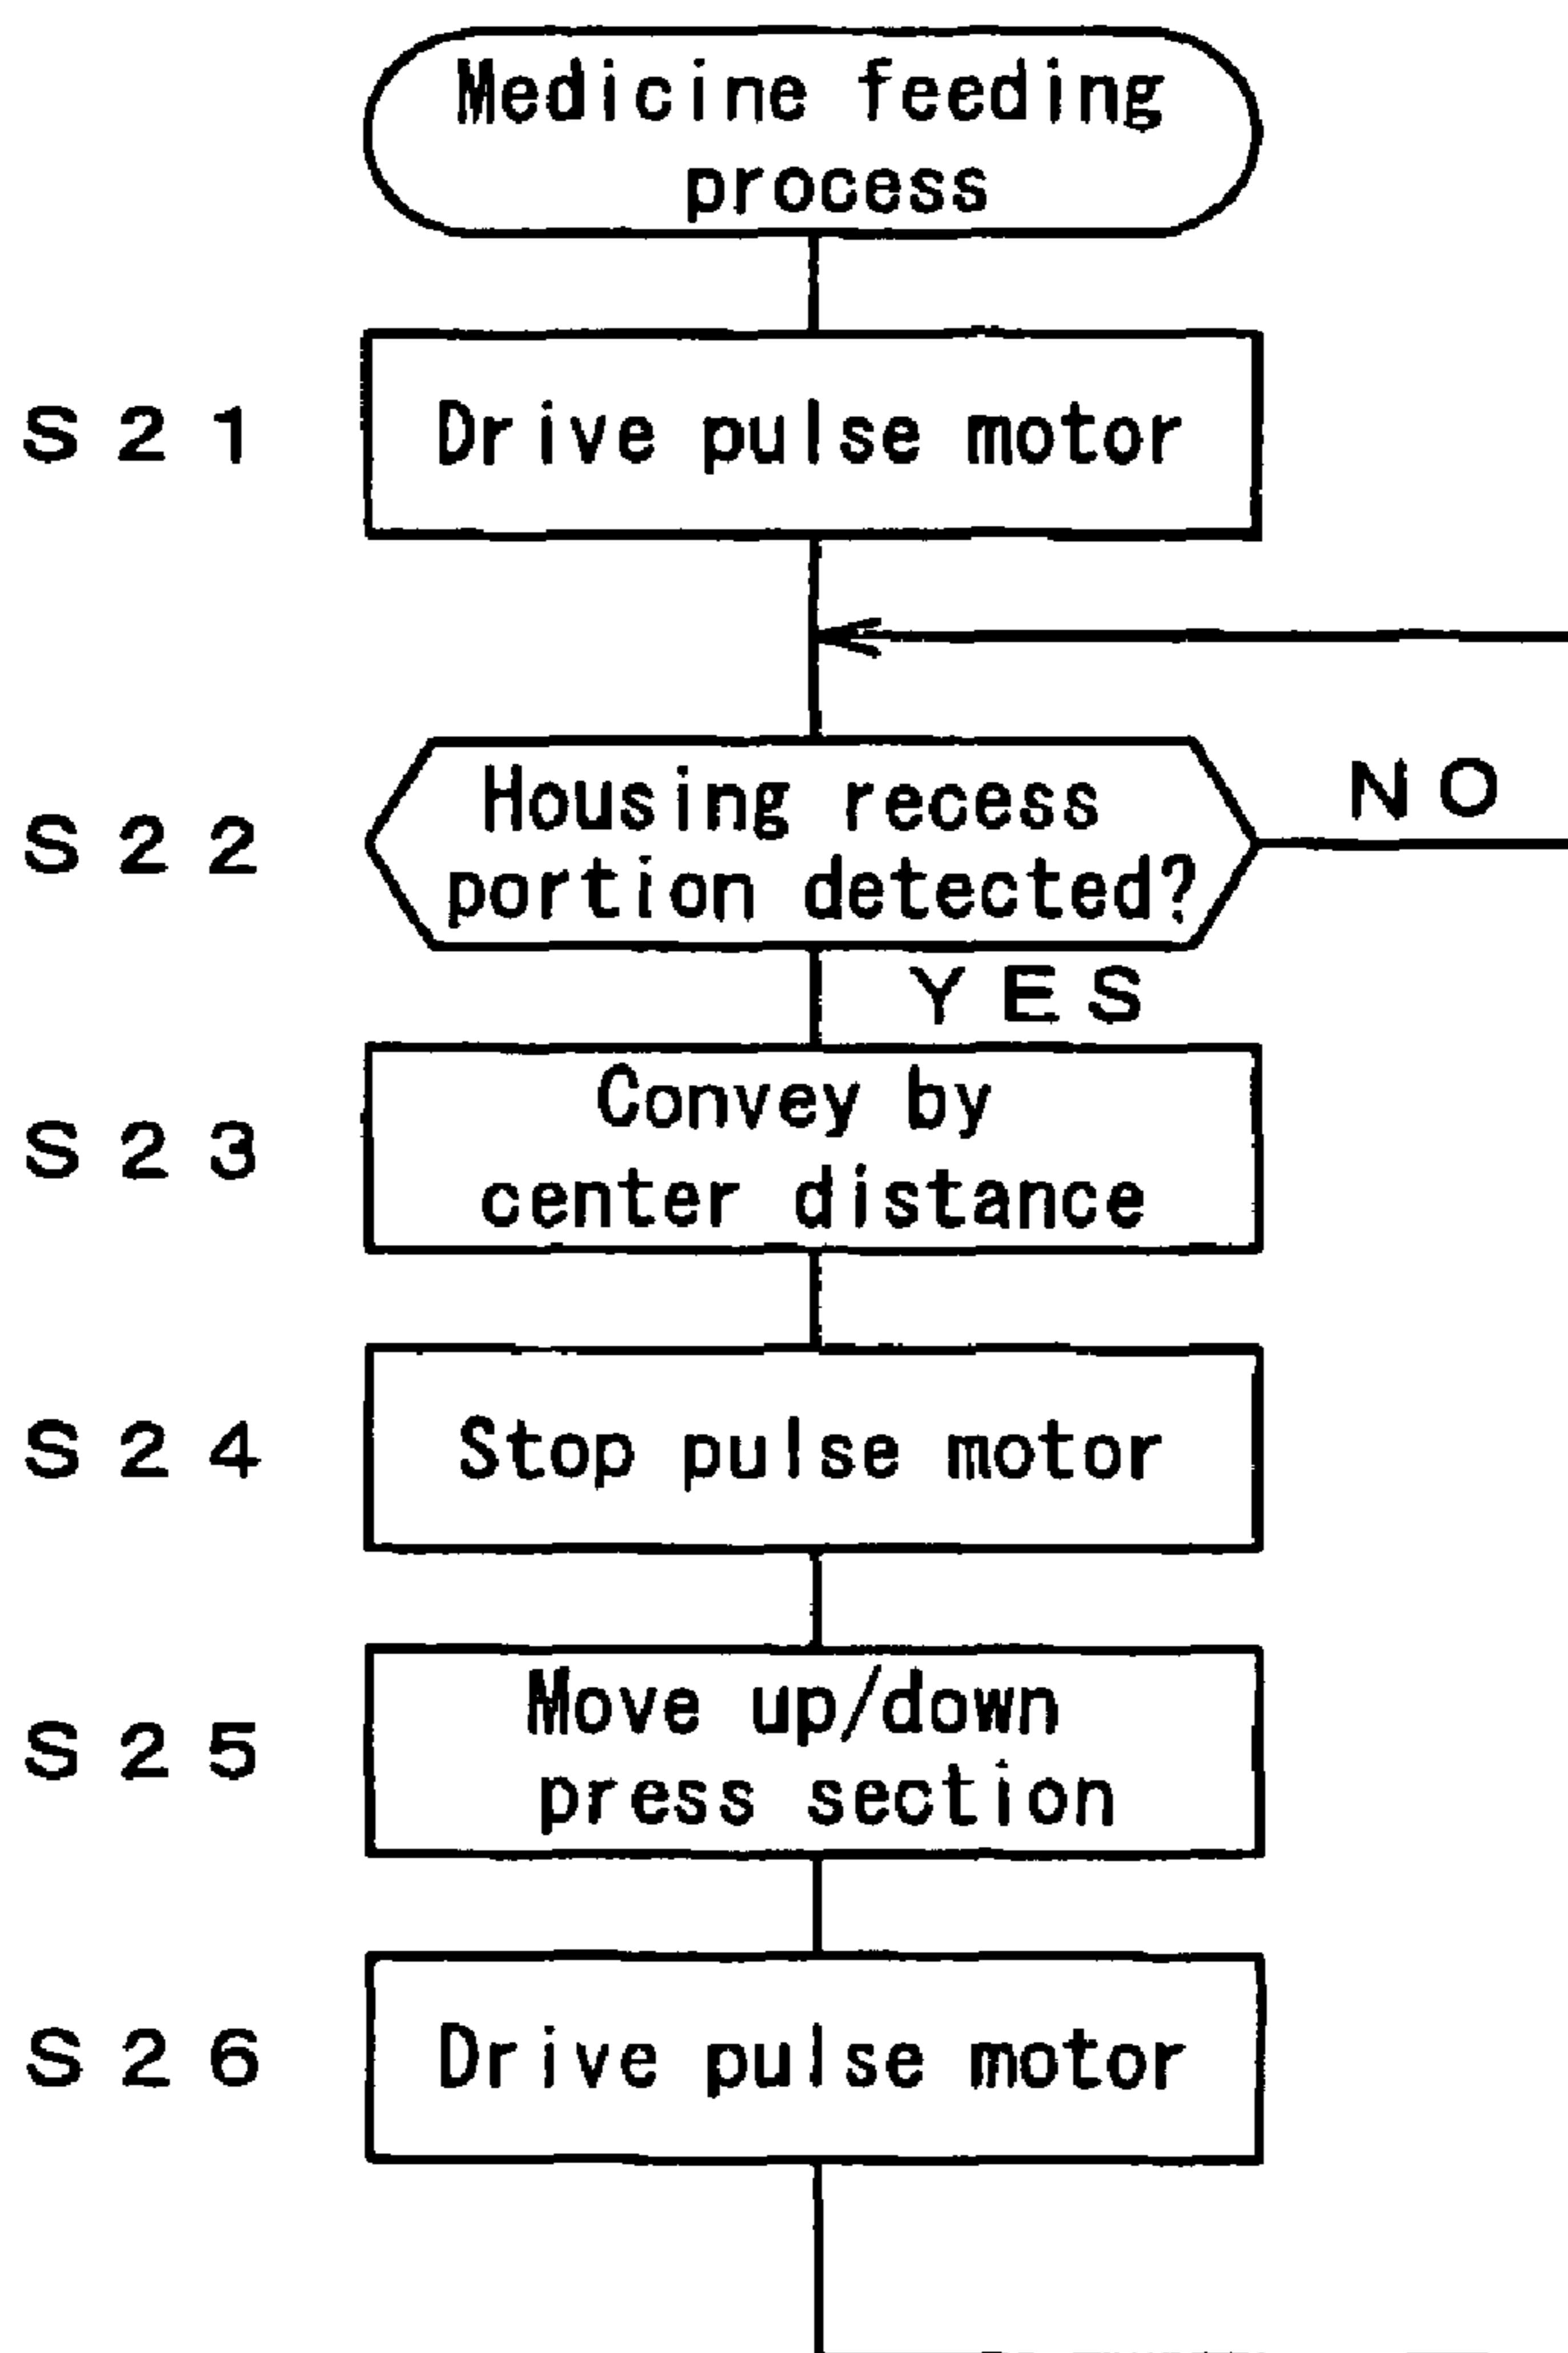 Medicine feeding
process
S21
Drive pulse motor
S22
Housing recess
portion detected?
NO
YES
S23
Convey by
center distance
S24
Stop pulse motor
S25
Move up/down
press section
S26
Drive pulse motor